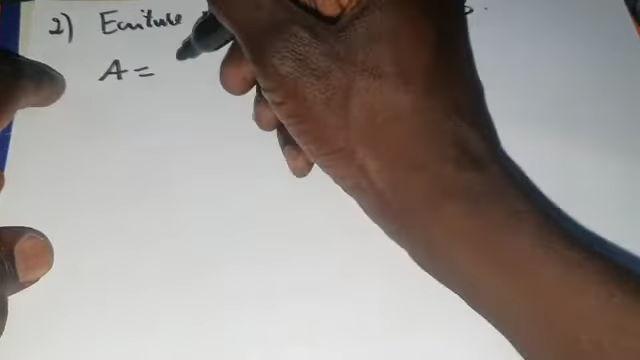 2) Ecriture
A =